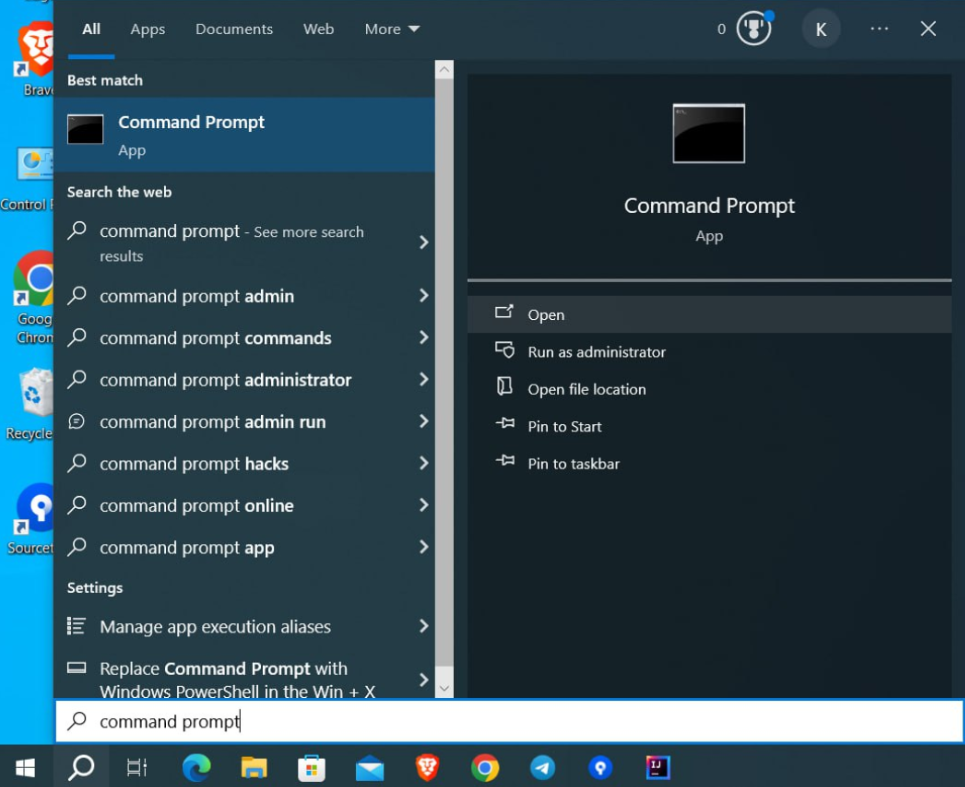 All Apps Documents Web More 0 K
Best match
Command Prompt
App
Search the web
command prompt - See more search
results
command prompt admin
command prompt commands
command prompt administrator
command prompt admin run
command prompt hacks
command prompt online
command prompt app
Settings
Manage app execution aliases
Replace Command Prompt with
Windows PowerShell in the Win + X
command prompt
Command Prompt
App
Open
Run as administrator
Open file location
Pin to Start
Pin to taskbar
Brave
Control P
Goog
Chrom
Recycle
Sourcet
IJ